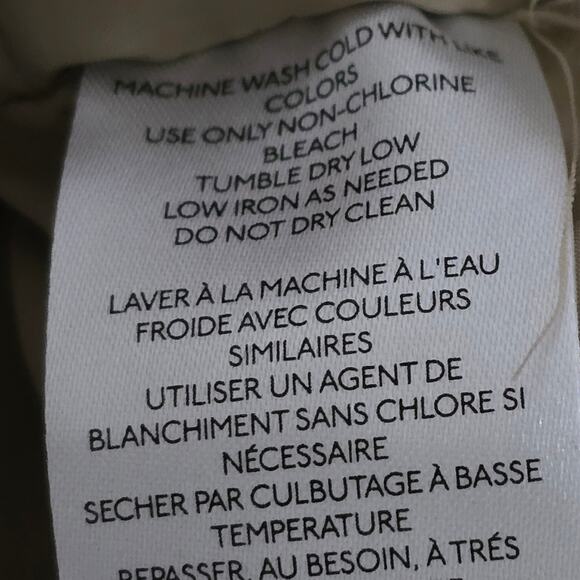 MACHINE WASH COLD WITH LIKE
COLORS
USE ONLY NON-CHLORINE
BLEACH
TUMBLE DRY LOW
LOW IRON AS NEEDED
DO NOT DRY CLEAN
LAVER À LA MACHINE À L'EAU
FROIDE AVEC COULEURS
SIMILAIRES
UTILISER UN AGENT DE
BLANCHIMENT SANS CHLORE SI
NÉCESSAIRE
SECHER PAR CULBUTAGE À BASSE
TEMPERATURE
REPASSER, AU BESOIN, À TRÉS